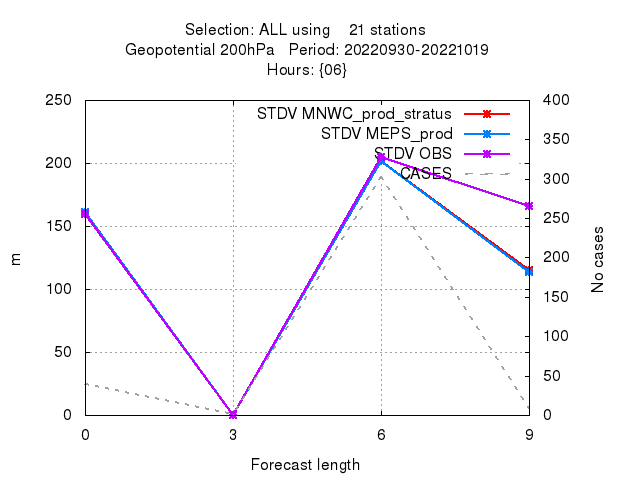 Selection: ALL using    21 stations
Geopotential 200hPa   Period: 20220930-20221019
Hours: {06}
250
200
150
100
50
0
m
400
350
300
250
200
150
100
50
0
No cases
STDV MNWC_prod_stratus
STDV MEPS_prod
STDV OBS
CASES
0
3
6
9
Forecast length